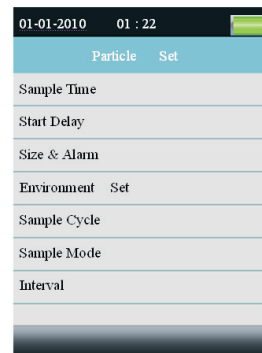 01-01-2010 01 : 22
Particle Set
Sample Time
Start Delay
Size & Alarm
Environment Set
Sample Cycle
Sample Mode
Interval